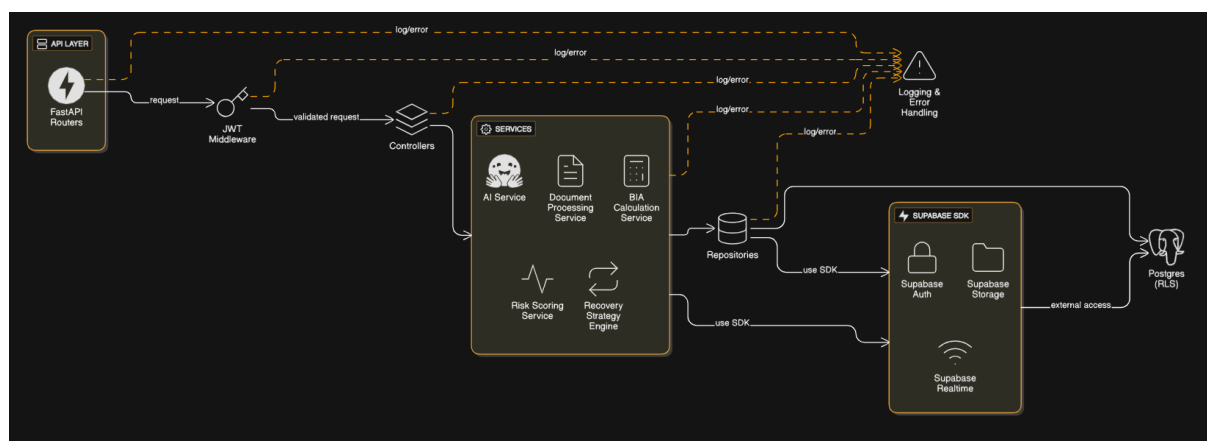 API LAYER
FastAPI
Routers
request
JWT
Middleware
validated request
Controllers
log/error
log/error
log/error
log/error
log/error
Logging &
Error
Handling
SERVICES
AI Service
Document
Processing
Service
BIA
Calculation
Service
Risk Scoring
Service
Recovery
Strategy
Engine
Repositories
use SDK
use SDK
SUPABASE SDK
Supabase
Auth
Supabase
Storage
Supabase
Realtime
external access
Postgres
(RLS)